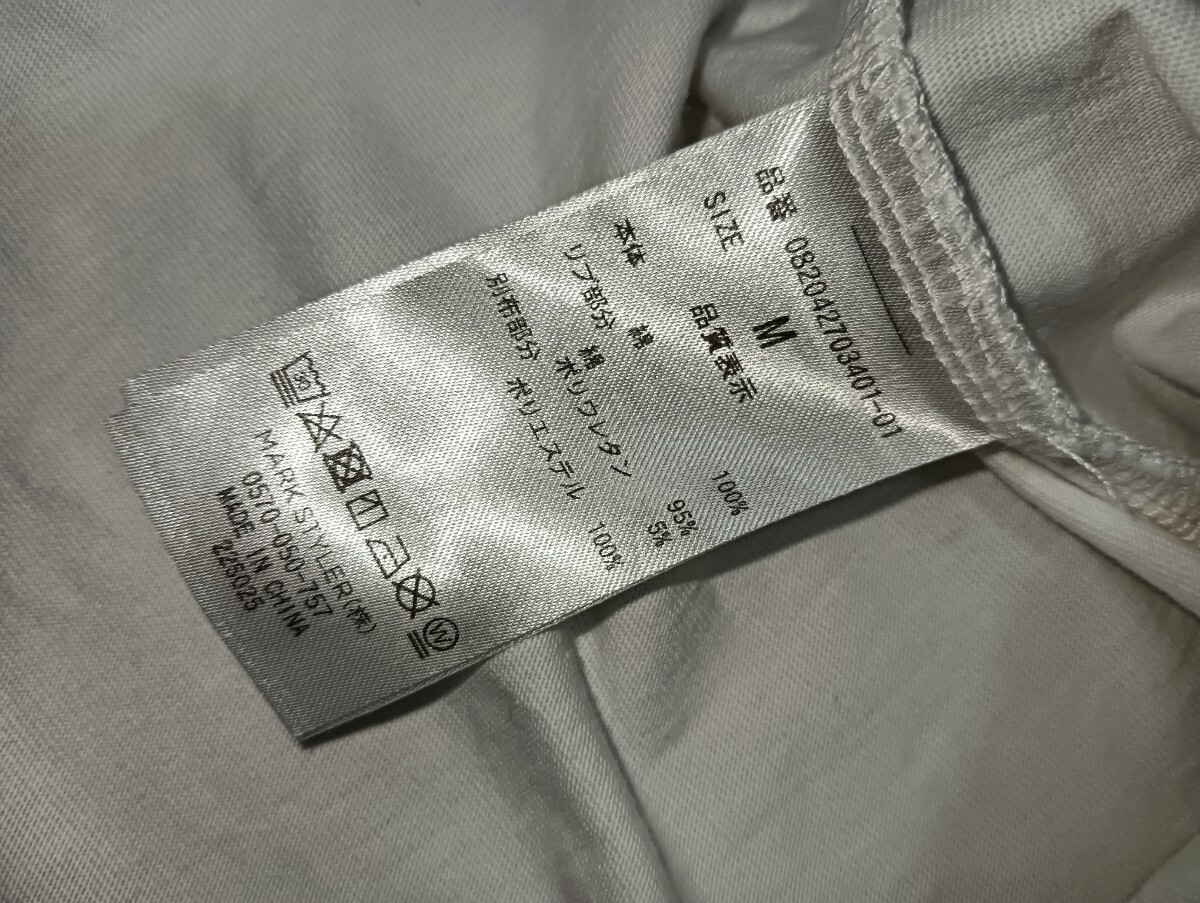 品番 082042703401-01
SIZE M
品質表示
本体 綿 100%
リブ部分 綿 95%
ポリウレタン 5%
別布部分 ポリエステル 100%
MARK STYLER(株)
0570-050-757
MADE IN CHINA
225025